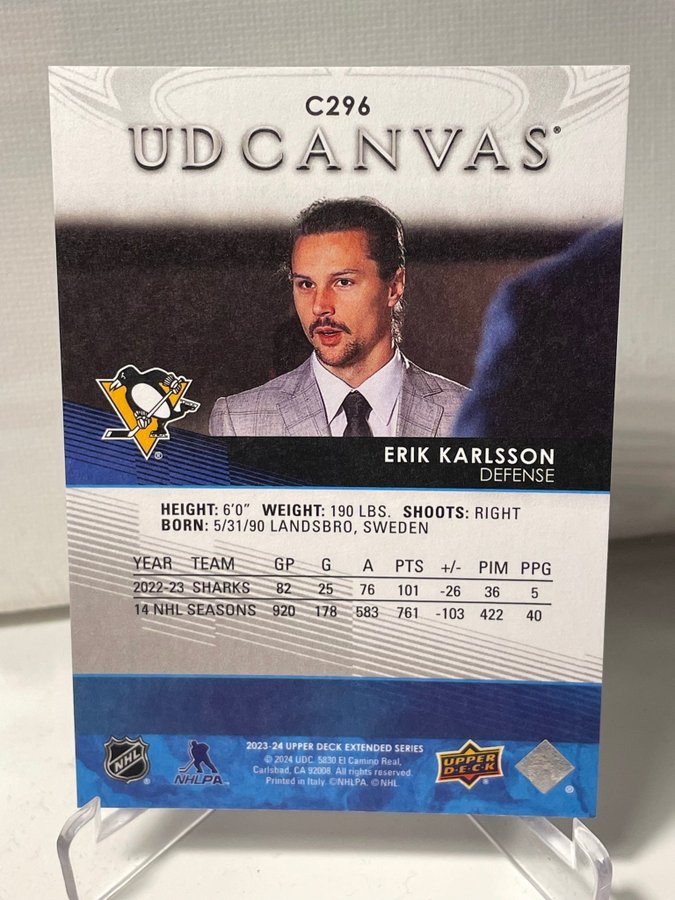 C296
UD CANVAS®
®
ERIK KARLSSON
DEFENSE
HEIGHT: 6'0" WEIGHT: 190 LBS. SHOOTS: RIGHT
BORN: 5/31/90 LANDSBRO, SWEDEN
YEAR TEAM GP G A PTS +/- PIM PPG
2022-23 SHARKS 82 25 76 101 -26 36 5
14 NHL SEASONS 920 178 583 761 -103 422 40
2023-24 UPPER DECK EXTENDED SERIES
© 2024 UDC. 5830 El Camino Real,
Carlsbad, CA 92008. All rights reserved.
Printed in Italy. ©NHLPA. © NHL.
NHL ®
NHLPA™
UPPER DECK
®